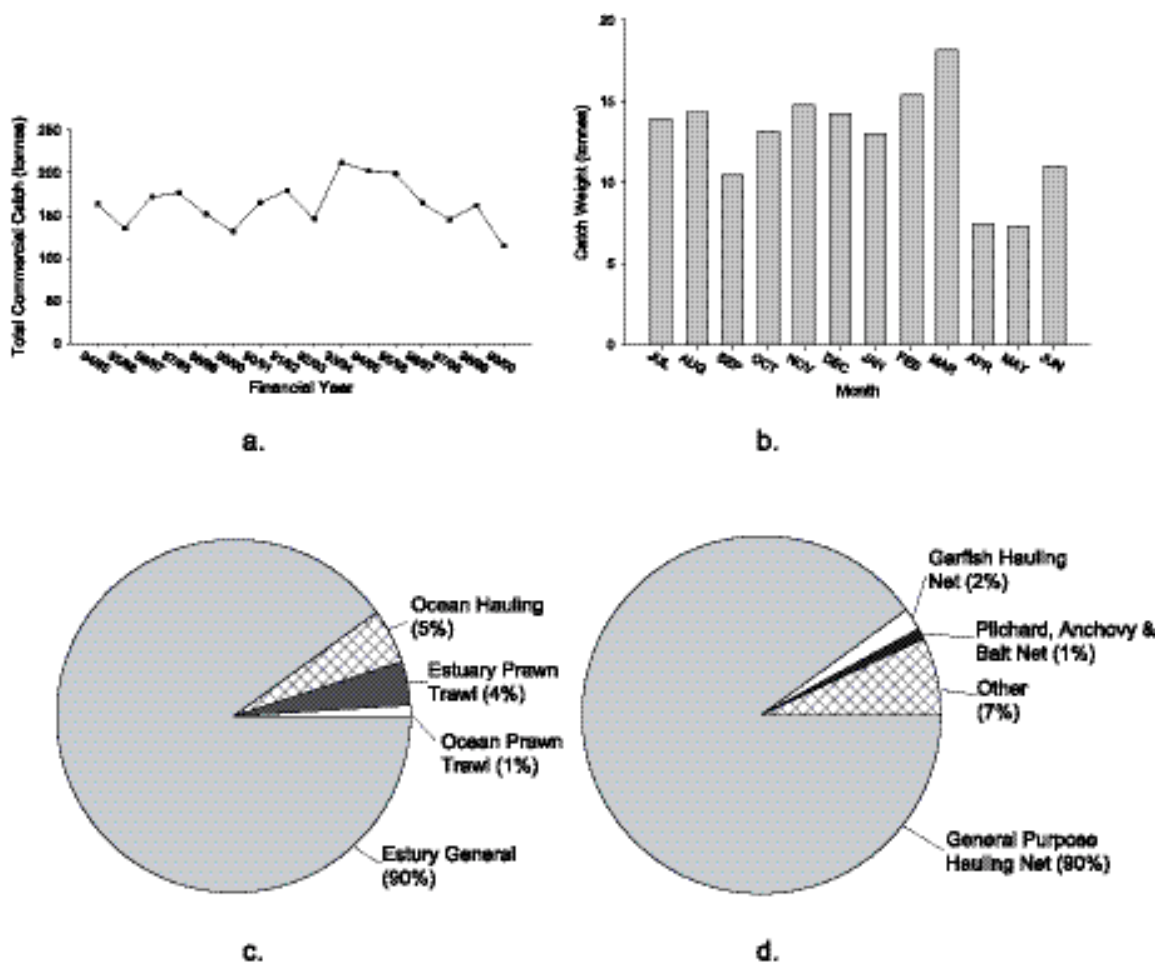 Total Commercial Catch (tonnes)
250
200
150
100
50
0
Financial Year
a.
Catch Weight (tonnes)
20
15
10
5
0
JUL
AUG
SEP
OCT
NOV
DEC
JAN
FEB
MAR
APR
MAY
JUN
Month
b.
Ocean Hauling
(5%)
Estuary Prawn
Trawl (4%)
Ocean Prawn
Trawl (1%)
Estury General
(90%)
c.
Garfish Hauling
Net (2%)
Pilchard, Anchovy &
Bait Net (1%)
Other
(7%)
General Purpose
Hauling Net (90%)
d.